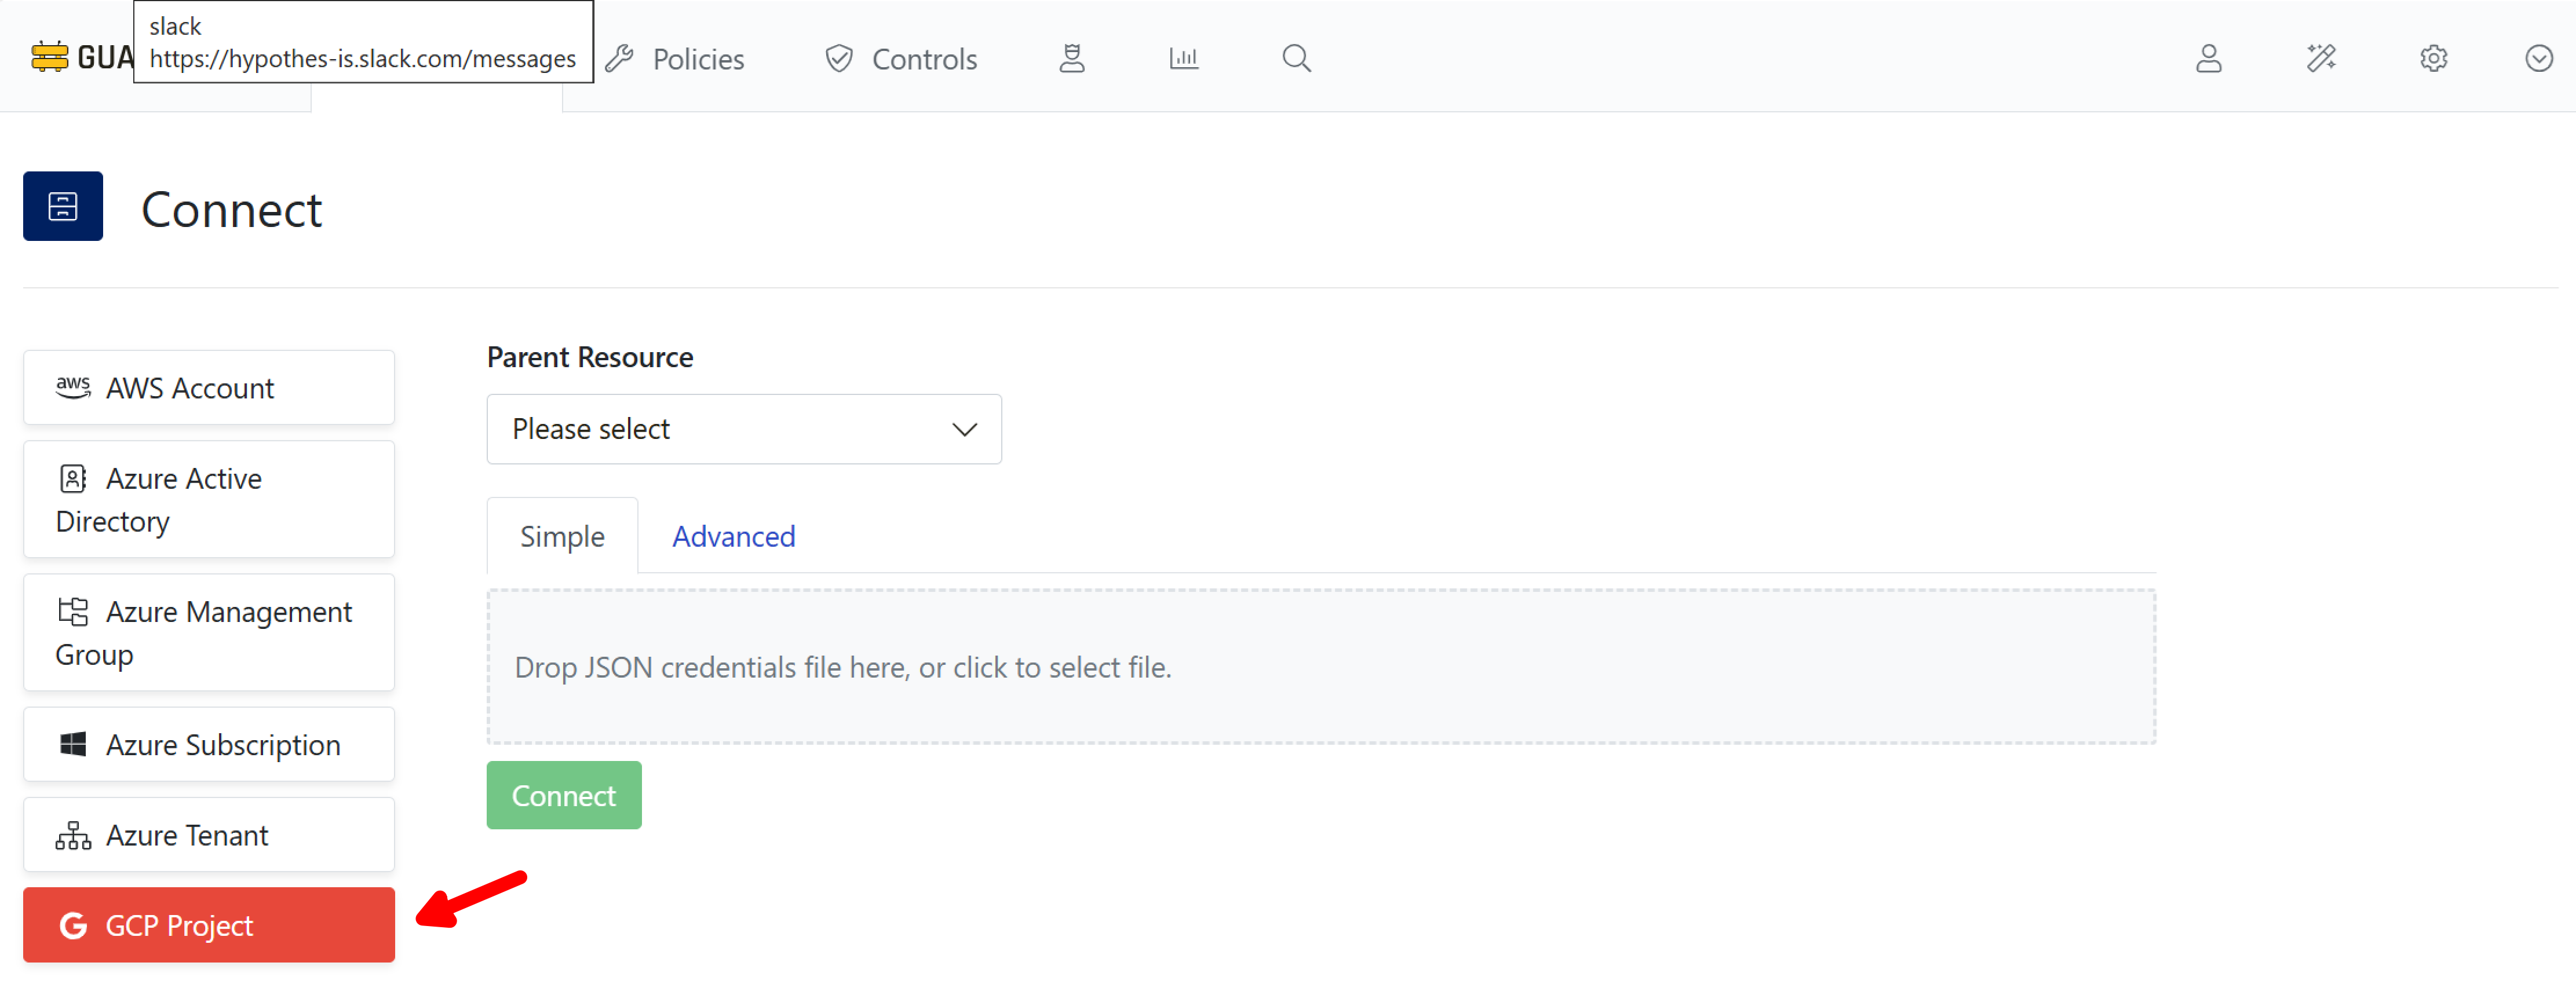 slack
https://hypothes-is.slack.com/messages
GUA
Policies
Controls
Connect
aws AWS Account
Azure Active
Directory
Azure Management
Group
Azure Subscription
Azure Tenant
G GCP Project
Parent Resource
Please select
Simple
Advanced
Drop JSON credentials file here, or click to select file.
Connect